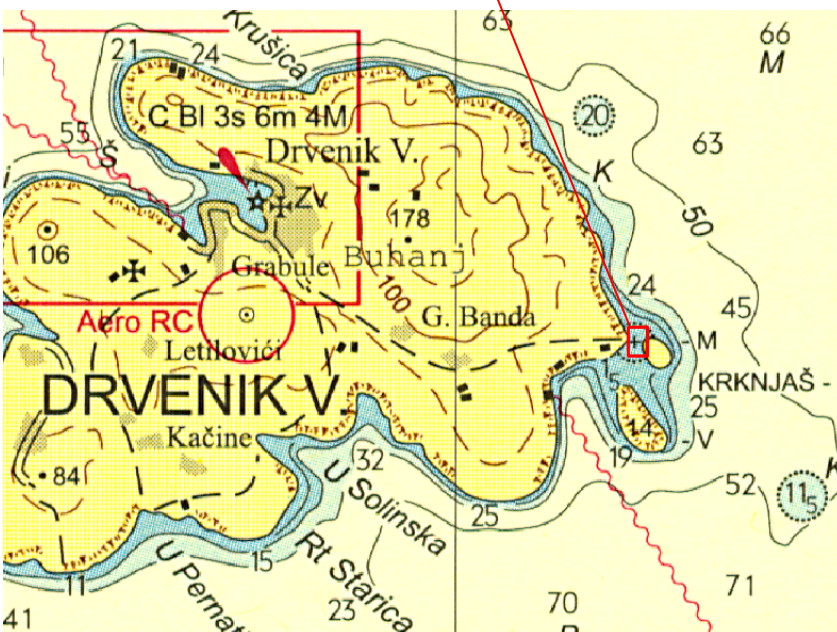 Krušica
63
66
M
21
24
20
C Bl 3s 6m 4M
55
Š
63
Drvenik V.
K
i
Zv
178
50
106
Buhanj
Grabule
100
24
45
Aero RC
G. Banda
M
Letilovići
15
KRKNJAŠ -
DRVENIK V.
25
Kačine
14
- V
32
19
84
U Solinska
52
K
11 5
25
Rt Starica
15
11
U Pernat
71
41
23
70